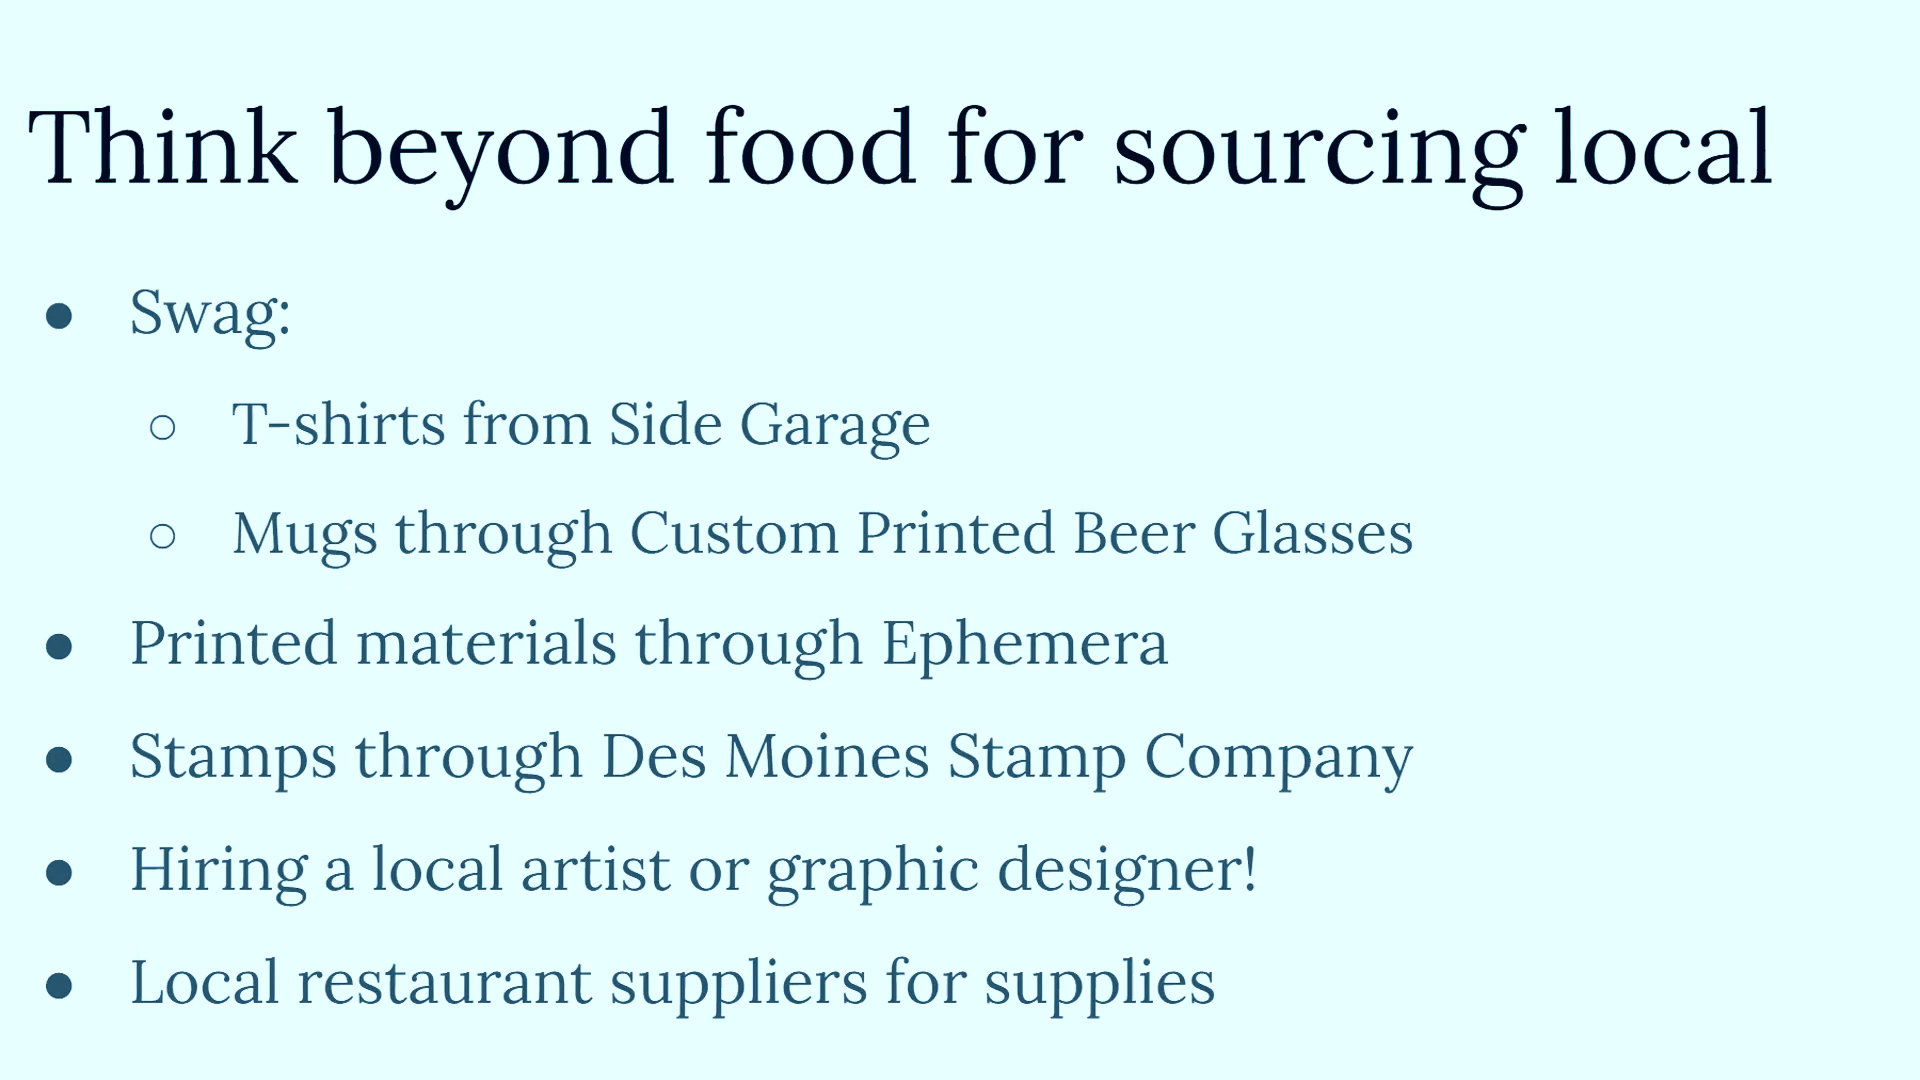 Think beyond food for sourcing local
● Swag:
○ T-shirts from Side Garage
○ Mugs through Custom Printed Beer Glasses
● Printed materials through Ephemera
● Stamps through Des Moines Stamp Company
● Hiring a local artist or graphic designer!
● Local restaurant suppliers for supplies